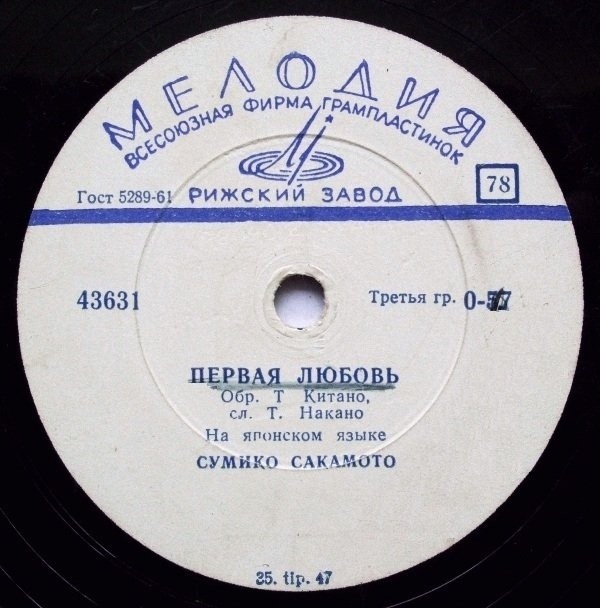 МЕЛОДИЯ
ВСЕСОЮЗНАЯ ФИРМА ГРАМПЛАСТИНОК
Гост 5289-61
РИЖСКИЙ ЗАВОД
78
43631
Третья гр.
ПЕРВАЯ ЛЮБОВЬ
Обр. Т Китано,
сл. Т. Накано
На японском языке
СУМИКО САКАМОТО
35. tip. 47